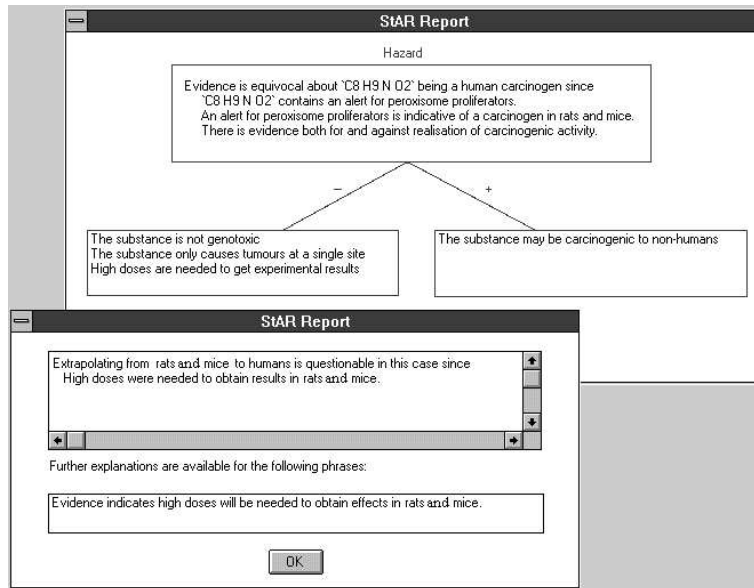 StAR Report
Hazard
Evidence is equivocal about `C8 H9 N O2` being a human carcinogen since
`C8 H9 N O2` contains an alert for peroxisome proliferators.
An alert for peroxisome proliferators is indicative of a carcinogen in rats and mice.
There is evidence both for and against realisation of carcinogenic activity.
– +
The substance is not genotoxic
The substance only causes tumours at a single site
High doses are needed to get experimental results
The substance may be carcinogenic to non-humans
StAR Report
Extrapolating from rats and mice to humans is questionable in this case since
High doses were needed to obtain results in rats and mice.
Further explanations are available for the following phrases:
Evidence indicates high doses will be needed to obtain effects in rats and mice.
OK